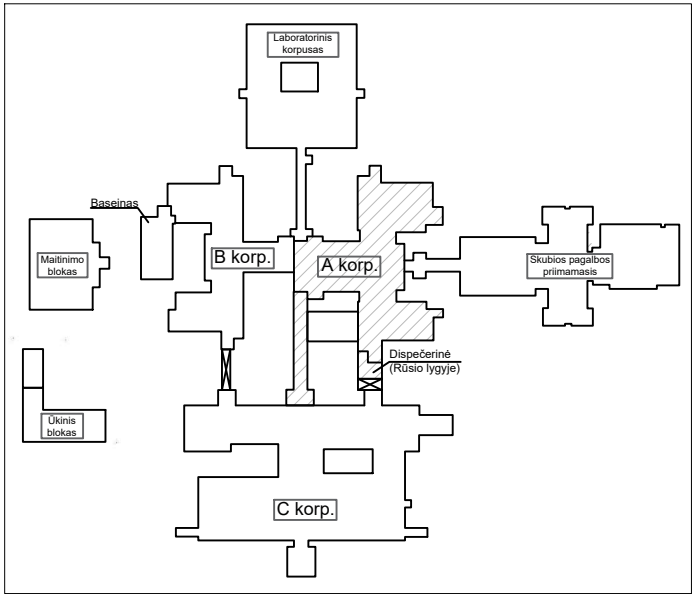 Laboratorinis
korpusas
Baseinas
Maitinimo
blokas
B korp.
A korp.
Skubios pagalbos
priimamasis
Dispečerinė
(Rūsio lygyje)
Ūkinis
blokas
C korp.